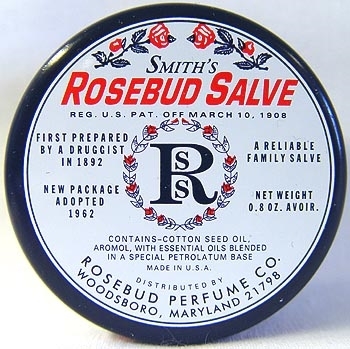 SMITH'S
ROSEBUD SALVE
REG. U.S. PAT. OFF MARCH 10, 1908
FIRST PREPARED
BY A DRUGGIST
IN 1892
NEW PACKAGE
ADOPTED
1962
S
R
S
A RELIABLE
FAMILY SALVE
NET WEIGHT
0.8 OZ. AVOIR.
CONTAINS-COTTON SEED OIL,
AROMOL, WITH ESSENTIAL OILS BLENDED
IN A SPECIAL PETROLATUM BASE
MADE IN U.S.A.
DISTRIBUTED BY
ROSEBUD PERFUME CO.
WOODSBORO, MARYLAND 21798